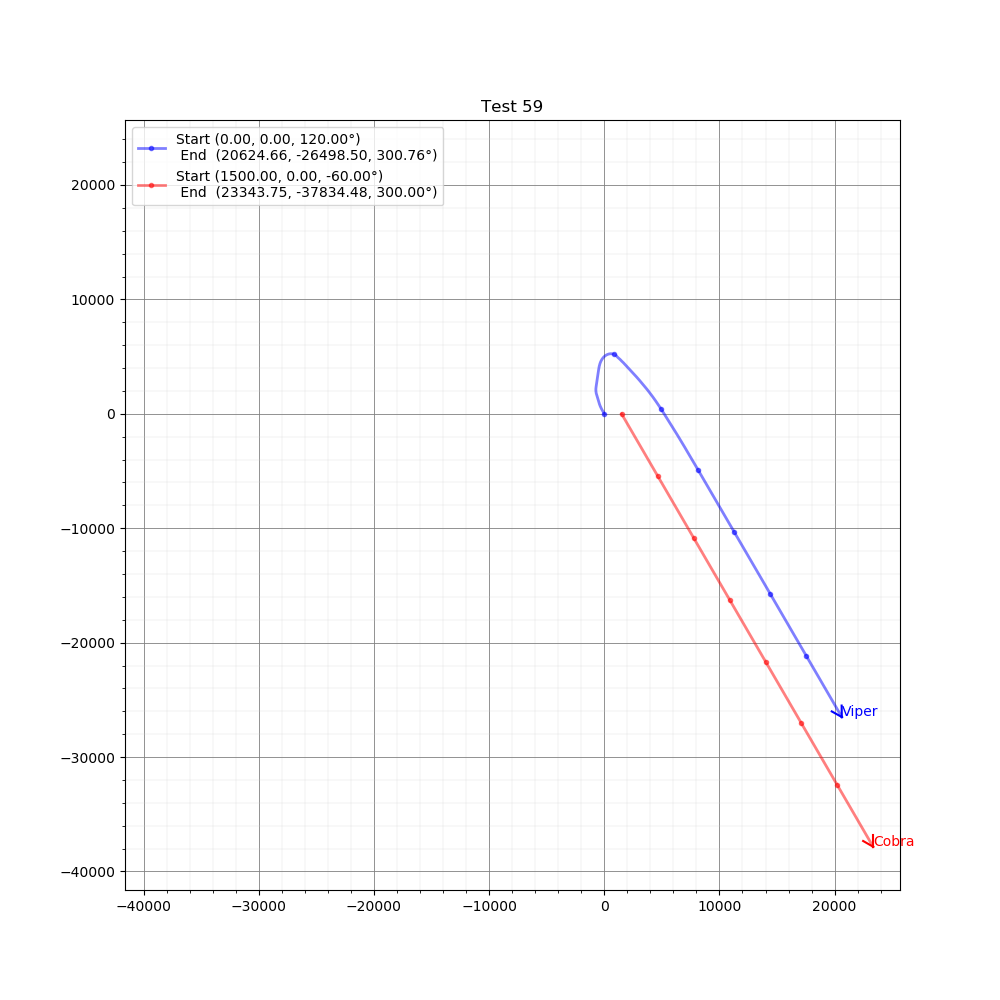 Test 59
Start (0.00, 0.00, 120.00°)
End (20624.66, -26498.50, 300.76°)
Start (1500.00, 0.00, -60.00°)
End (23343.75, -37834.48, 300.00°)
20000
10000
0
−10000
−20000
−30000
−40000
Viper
Cobra
−40000 −30000 −20000 −10000 0 10000 20000